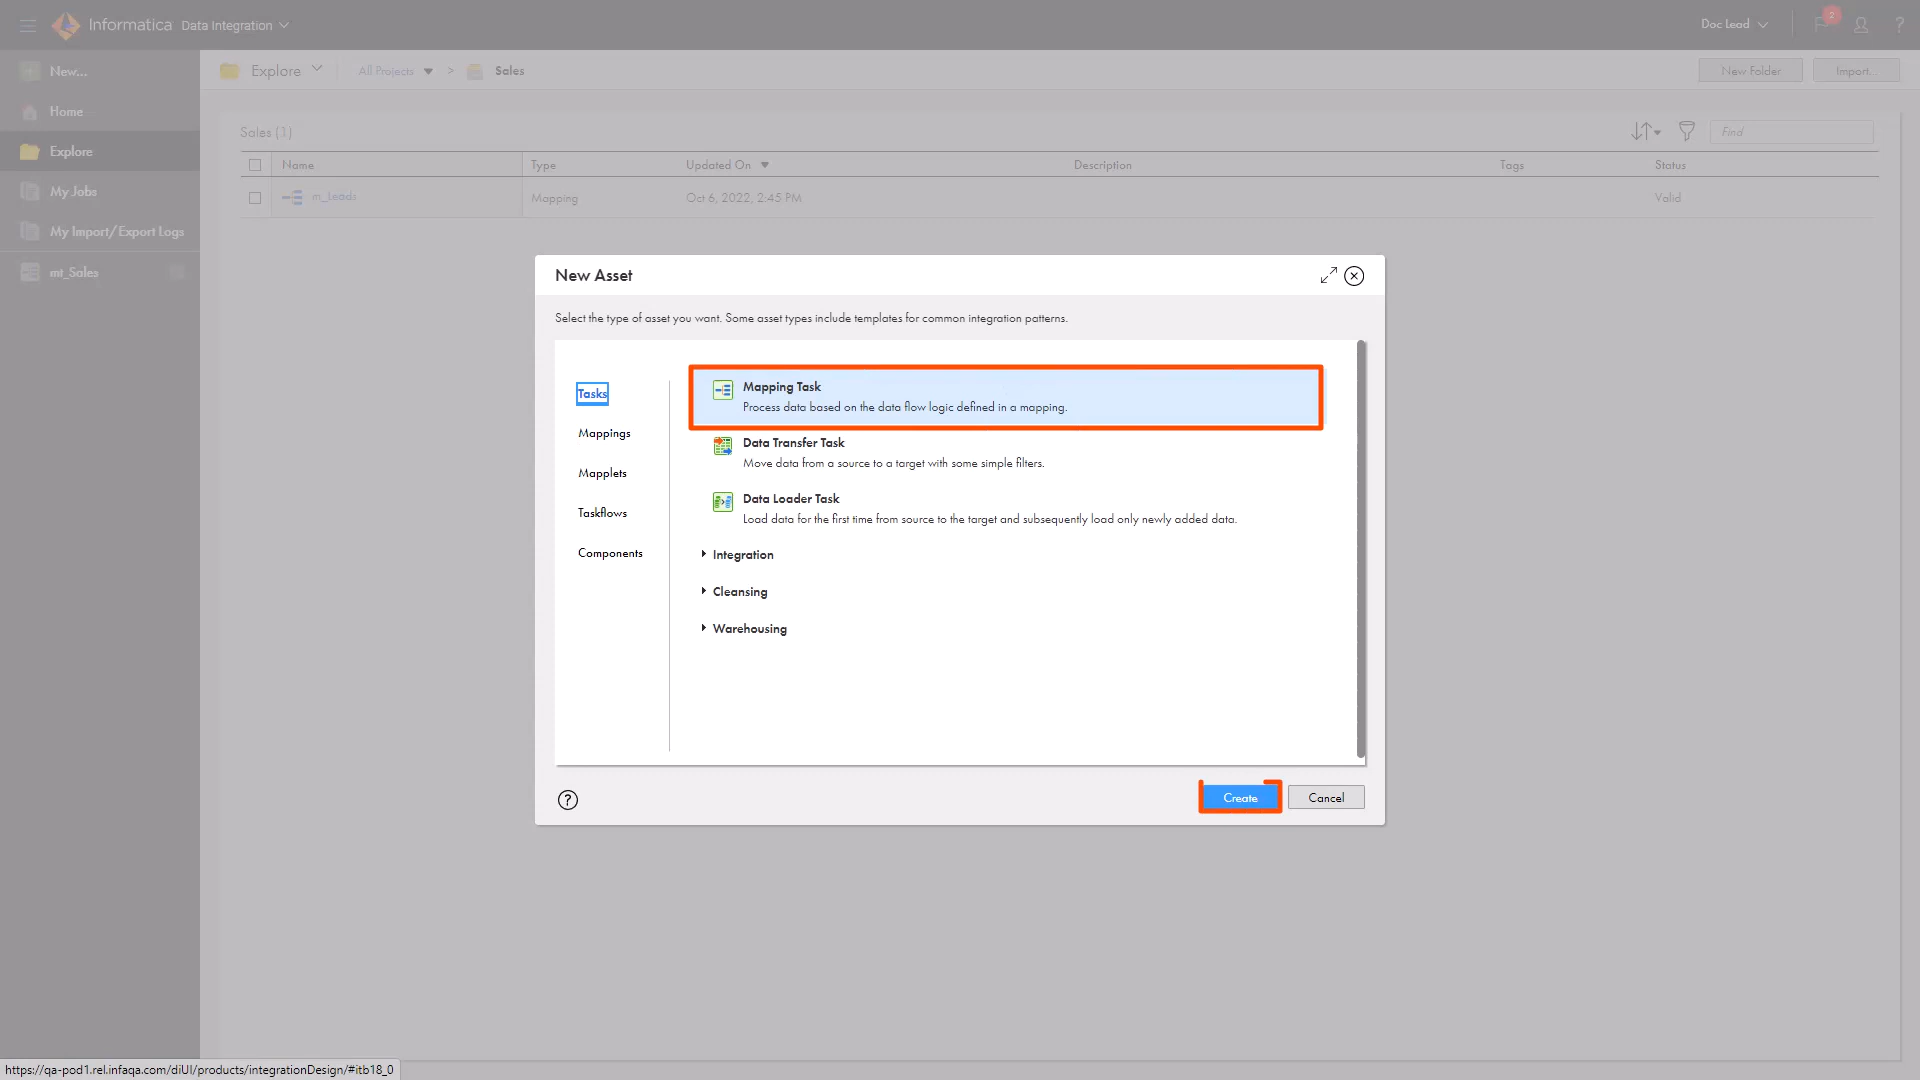 Informatica Data Integration
Doc Lead
2
?
New...
Home
Explore
My Jobs
My Import/Export Logs
mt_Sales
Explore
All Projects > Sales
New Folder
Import...
Sales (1)
Find
Name Type Updated On Description Tags Status
m_Leads Mapping Oct 6, 2022, 2:45 PM Valid
New Asset
Select the type of asset you want. Some asset types include templates for common integration patterns.
Tasks
Mappings
Mapplets
Taskflows
Components
Mapping Task
Process data based on the data flow logic defined in a mapping.
Data Transfer Task
Move data from a source to a target with some simple filters.
Data Loader Task
Load data for the first time from source to the target and subsequently load only newly added data.
Integration
Cleansing
Warehousing
?
Create
Cancel
https://qa-pod1.rel.infaqa.com/diUI/products/integrationDesign/#itb18_0